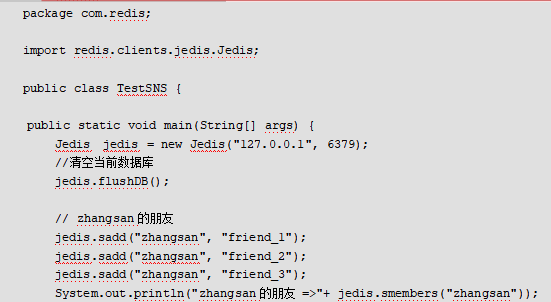 package com.redis;
import redis.clients.jedis.Jedis;
public class TestSNS {
public static void main(String[] args) {
Jedis jedis = new Jedis("127.0.0.1", 6379);
//清空当前数据库
jedis.flushDB();
// zhangsan的朋友
jedis.sadd("zhangsan", "friend_1");
jedis.sadd("zhangsan", "friend_2");
jedis.sadd("zhangsan", "friend_3");
System.out.println("zhangsan的朋友 =>"+ jedis.smembers("zhangsan"));